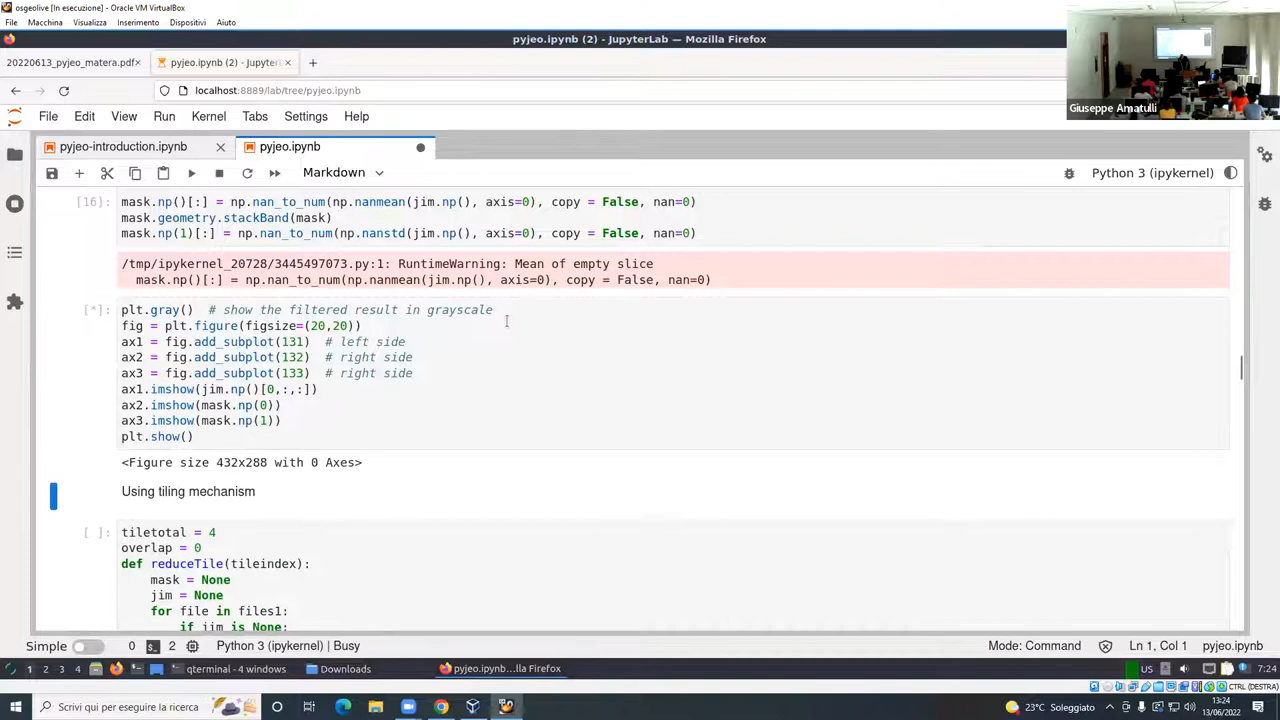 osgeolive [In esecuzione] - Oracle VM VirtualBox
File Macchina Visualizza Inserimento Dispositivi Aiuto
pyjeo.ipynb (2) - JupyterLab — Mozilla Firefox
20220613_pyjeo_matera.pdf
pyjeo.ipynb (2) - Jupyter
localhost:8889/lab/tree/pyjeo.ipynb
Giuseppe Amatulli
File Edit View Run Kernel Tabs Settings Help
pyjeo-introduction.ipynb
pyjeo.ipynb
Markdown
Python 3 (ipykernel)
[16]:
mask.np()[:] = np.nan_to_num(np.nanmean(jim.np(), axis=0), copy = False, nan=0)
mask.geometry.stackBand(mask)
mask.np(1)[:] = np.nan_to_num(np.nanstd(jim.np(), axis=0), copy = False, nan=0)
/tmp/ipykernel_20728/3445497073.py:1: RuntimeWarning: Mean of empty slice
mask.np()[:] = np.nan_to_num(np.nanmean(jim.np(), axis=0), copy = False, nan=0)
[*]:
plt.gray() # show the filtered result in grayscale
fig = plt.figure(figsize=(20,20))
ax1 = fig.add_subplot(131) # left side
ax2 = fig.add_subplot(132) # right side
ax3 = fig.add_subplot(133) # right side
ax1.imshow(jim.np()[0,:,:])
ax2.imshow(mask.np(0))
ax3.imshow(mask.np(1))
plt.show()
<Figure size 432x288 with 0 Axes>
Using tiling mechanism
[ ]:
tiletotal = 4
overlap = 0
def reduceTile(tileindex):
mask = None
jim = None
for file in files1:
if jim is None:
Simple 0 2 Python 3 (ipykernel) | Busy
Mode: Command Ln 1, Col 1 pyjeo.ipynb
1 2 3 4 qterminal - 4 windows Downloads pyjeo.ipynb...lla Firefox US 7:24
CTRL (DESTRA)
Scrivi qui per eseguire la ricerca
23°C Soleggiato
13:24
13/06/2022